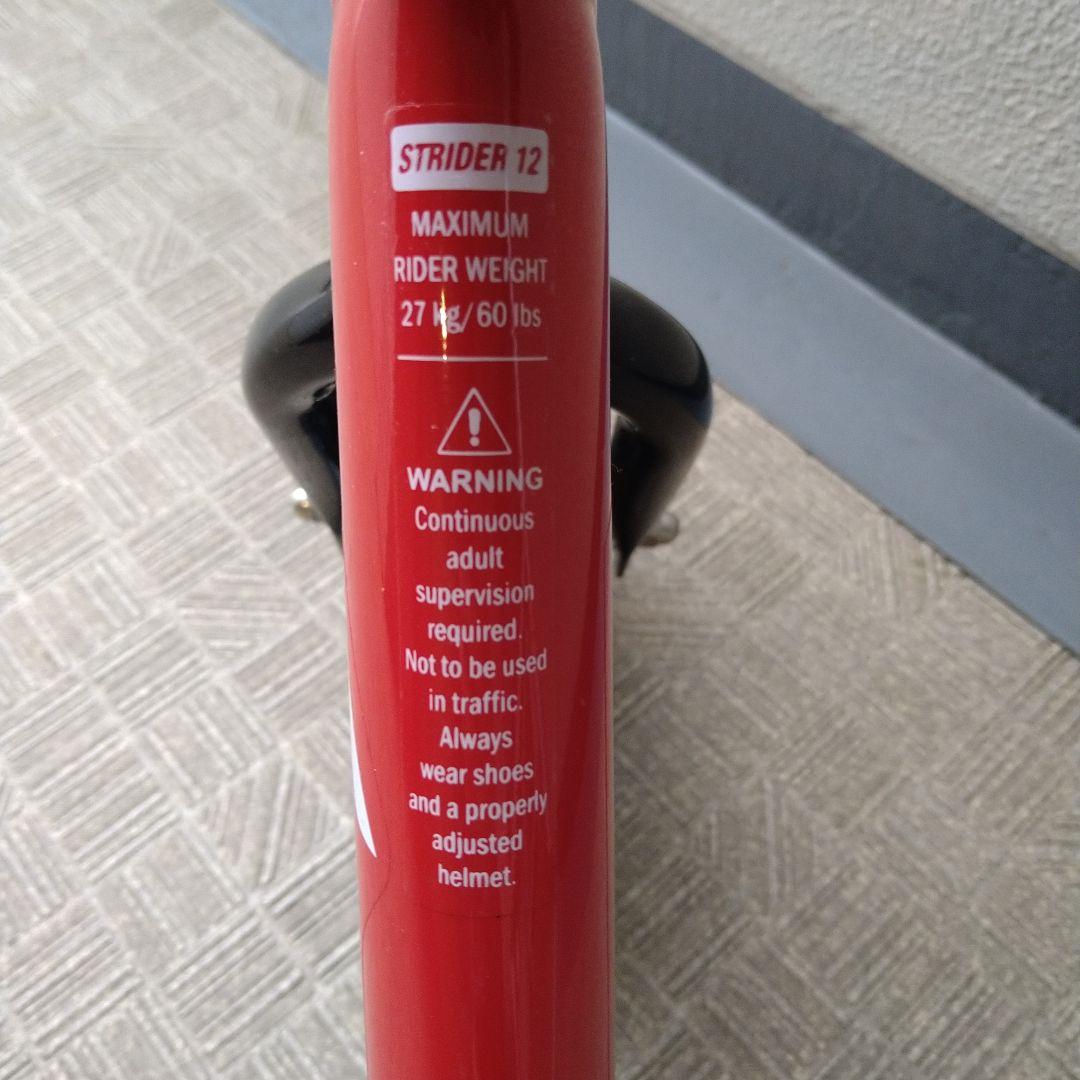 STRIDER 12
MAXIMUM
RIDER WEIGHT
27 kg/60 lbs
WARNING
Continuous
adult
supervision
required.
Not to be used
in traffic.
Always
wear shoes
and a properly
adjusted
helmet.